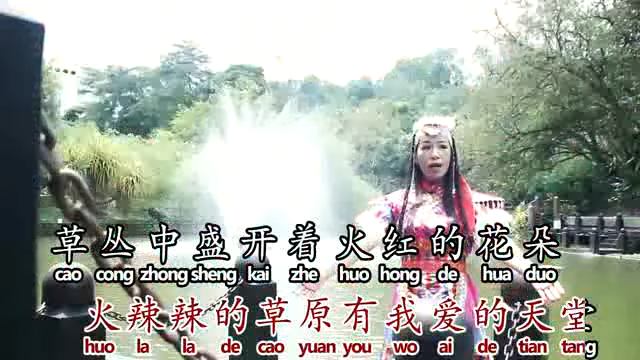 草丛中盛开着火红的花朵
cao cong zhong sheng kai zhe huo hong de hua duo
火辣辣的草原有我爱的天堂
huo la la de cao yuan you wo ai de tian tang